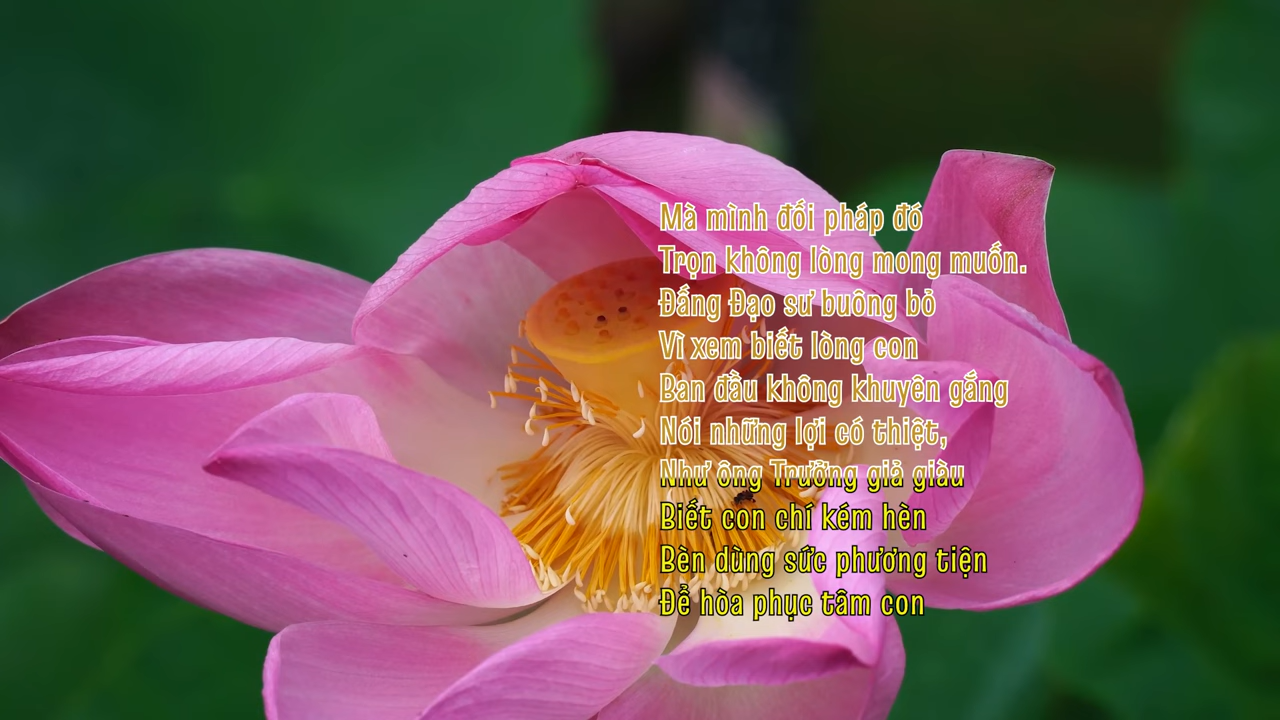 Mà mình đối pháp đó
Trọn không lòng mong muốn.
Đấng Đạo sư buông bỏ
Vì xem biết lòng con
Ban đầu không khuyên gắng
Nói những lợi có thiệt,
Như ông Trưởng giả giàu
Biết con chí kém hèn
Bèn dùng sức phương tiện
Để hòa phục tâm con